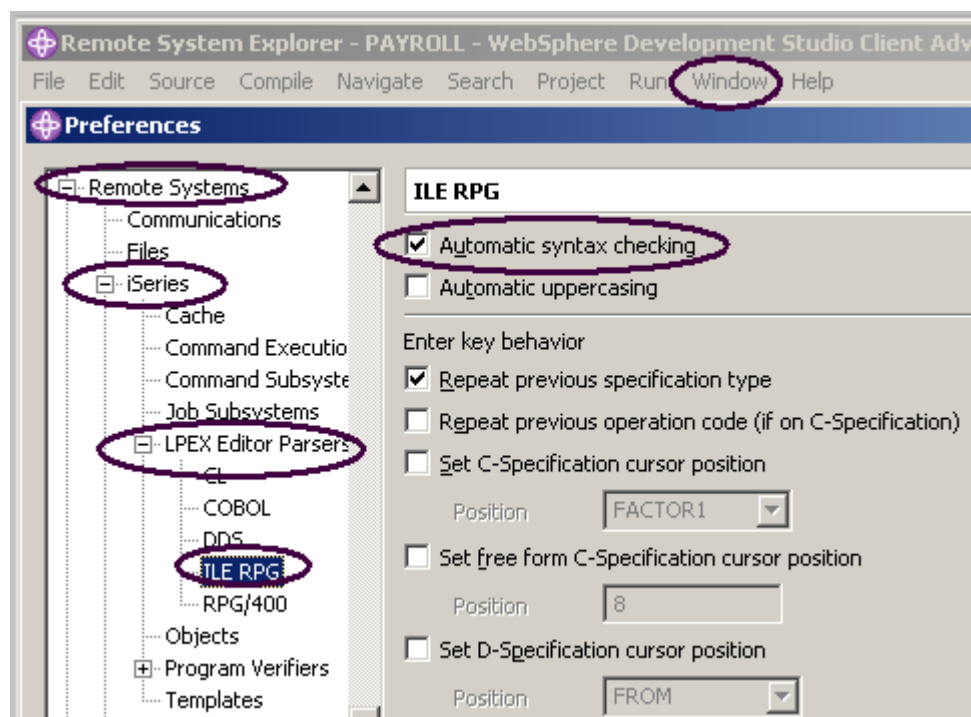 Remote System Explorer - PAYROLL - WebSphere Development Studio Client Adv
File Edit Source Compile Navigate Search Project Run Window Help
Preferences
Remote Systems
Communications
Files
iSeries
Cache
Command Executio
Command Subsyste
Job Subsystems
LPEX Editor Parsers
CL
COBOL
DDS
ILE RPG
RPG/400
Objects
Program Verifiers
Templates
ILE RPG
Automatic syntax checking
Automatic uppercasing
Enter key behavior
Repeat previous specification type
Repeat previous operation code (if on C-Specification)
Set C-Specification cursor position
Position FACTOR1
Set free form C-Specification cursor position
Position 8
Set D-Specification cursor position
Position FROM